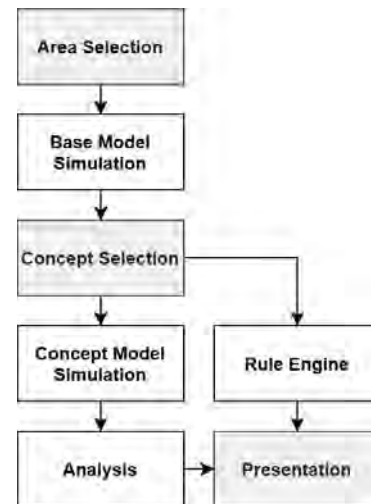 Area Selection
Base Model
Simulation
Concept Selection
Concept Model
Simulation
Rule Engine
Analysis
Presentation